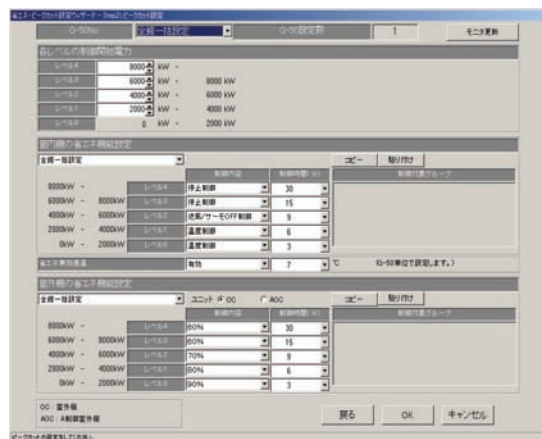 省エネ・ピークカット設定ウィザード - Step2:ピークカット設定
G-50No. 全館一括設定 G-50設定数 1 モニタ更新
各レベルの制御開始電力
レベル4 8000 kW -
レベル3 6000 kW - 8000 kW
レベル2 4000 kW - 6000 kW
レベル1 2000 kW - 4000 kW
レベル0 0 kW - 2000 kW
室内機の省エネ機能設定
全館一括設定 コピー 貼り付け
制御内容 制御時間(分) 制御対象グループ
8000kW - レベル4 停止制御 30
6000kW - 8000kW レベル3 停止制御 15
4000kW - 6000kW レベル2 送風/サーモOFF制御 9
2000kW - 4000kW レベル1 温度制御 6
0kW - 2000kW レベル0 温度制御 3
有効 7 ℃ (G-50単位で設定します。)
室外機の省エネ機能設定
全館一括設定 ユニット OC AOC コピー 貼り付け
制御内容 制御時間(分)
8000kW - レベル4 60% 30
6000kW - 8000kW レベル3 60% 15
4000kW - 6000kW レベル2 70% 9
2000kW - 4000kW レベル1 80% 6
0kW - 2000kW レベル0 90% 3
OC : 室外機
AOC : A制御室外機
戻る OK キャンセル